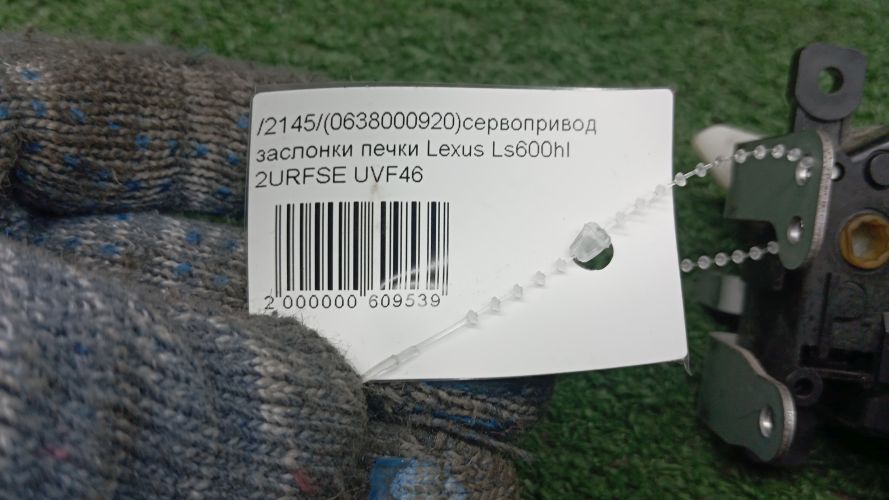 /2145/(0638000920)сервопривод
заслонки печки Lexus Ls600hl
2URFSE UVF46
2 000000 609539